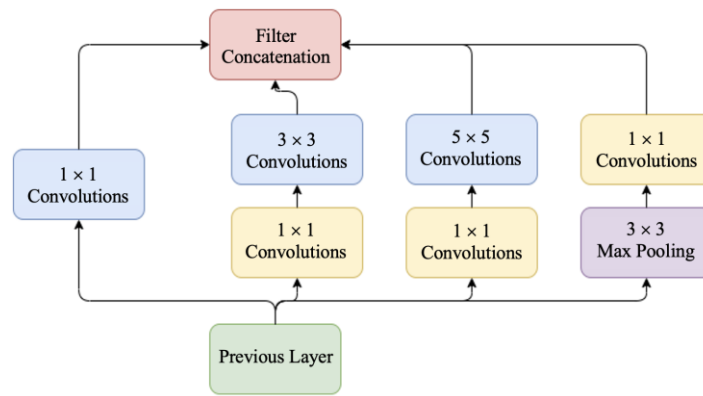 Filter
Concatenation
1 × 1
Convolutions
3 × 3
Convolutions
5 × 5
Convolutions
1 × 1
Convolutions
1 × 1
Convolutions
1 × 1
Convolutions
3 × 3
Max Pooling
Previous Layer